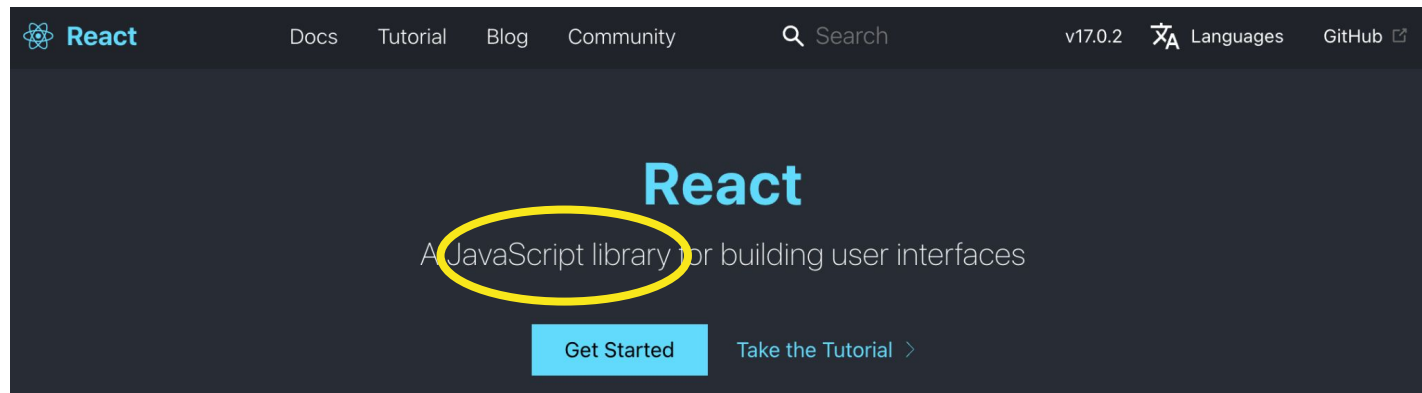 React Docs Tutorial Blog Community Search v17.0.2 Languages GitHub
React
A JavaScript library for building user interfaces
Get Started Take the Tutorial